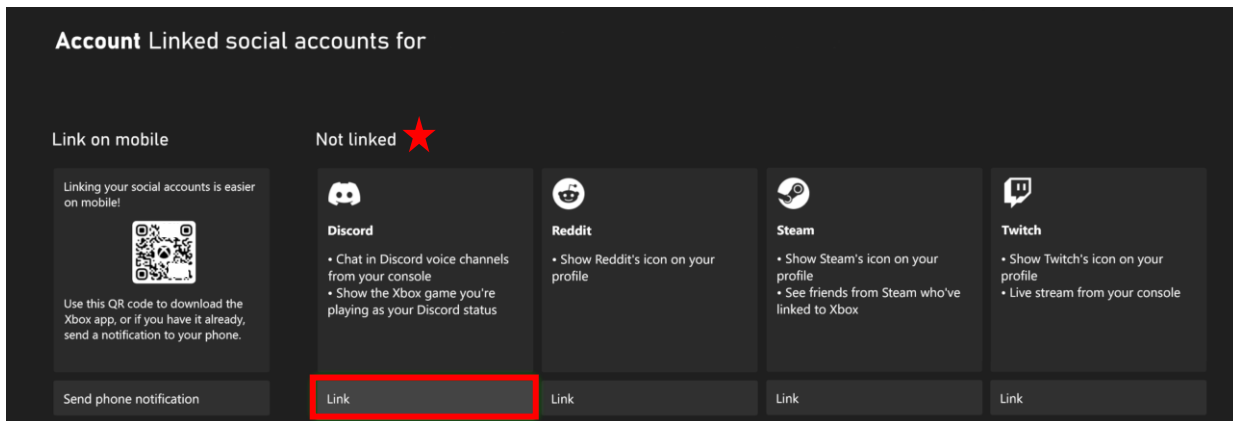 Account Linked social accounts for
Link on mobile
Not linked
Linking your social accounts is easier
on mobile!
Use this QR code to download the
Xbox app, or if you have it already,
send a notification to your phone.
Send phone notification
Discord
• Chat in Discord voice channels
from your console
• Show the Xbox game you're
playing as your Discord status
Link
Reddit
• Show Reddit's icon on your
profile
Link
Steam
• Show Steam's icon on your
profile
• See friends from Steam who've
linked to Xbox
Link
Twitch
• Show Twitch's icon on your
profile
• Live stream from your console
Link